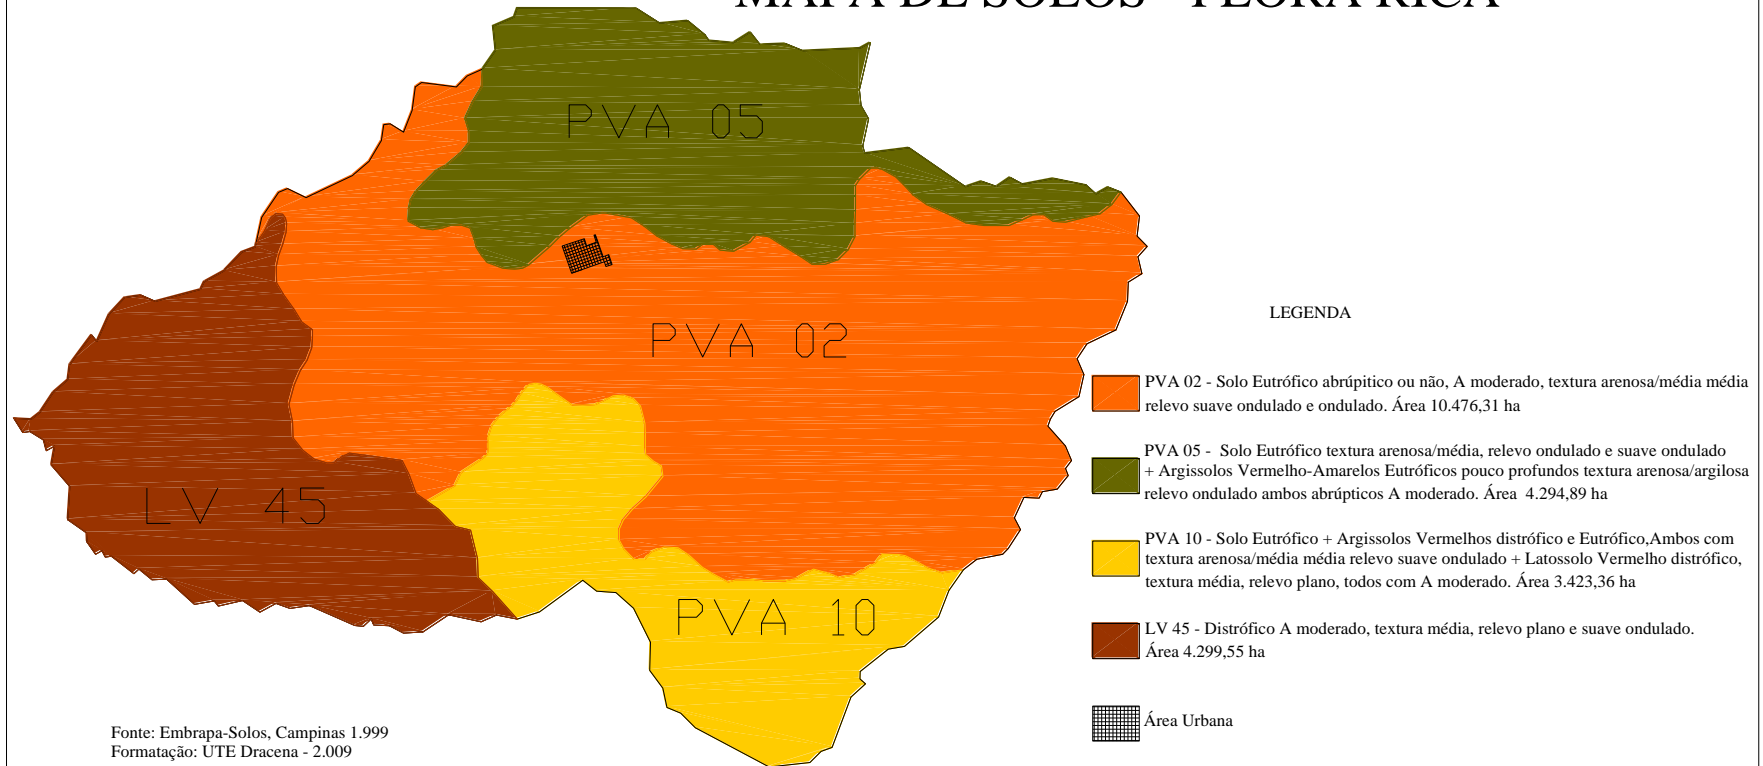 MAPA DE SOLOS - FLORA RICA
PVA 05
PVA 02
LV 45
PVA 10
LEGENDA
PVA 02 - Solo Eutrófico abrúpitico ou não, A moderado, textura arenosa/média média
relevo suave ondulado e ondulado. Área 10.476,31 ha
PVA 05 - Solo Eutrófico textura arenosa/média, relevo ondulado e suave ondulado
+ Argissolos Vermelho-Amarelos Eutróficos pouco profundos textura arenosa/argilosa
relevo ondulado ambos abrúpticos A moderado. Área 4.294,89 ha
PVA 10 - Solo Eutrófico + Argissolos Vermelhos distrófico e Eutrófico,Ambos com
textura arenosa/média média relevo suave ondulado + Latossolo Vermelho distrófico,
textura média, relevo plano, todos com A moderado. Área 3.423,36 ha
LV 45 - Distrófico A moderado, textura média, relevo plano e suave ondulado.
Área 4.299,55 ha
Área Urbana
Fonte: Embrapa-Solos, Campinas 1.999
Formatação: UTE Dracena - 2.009